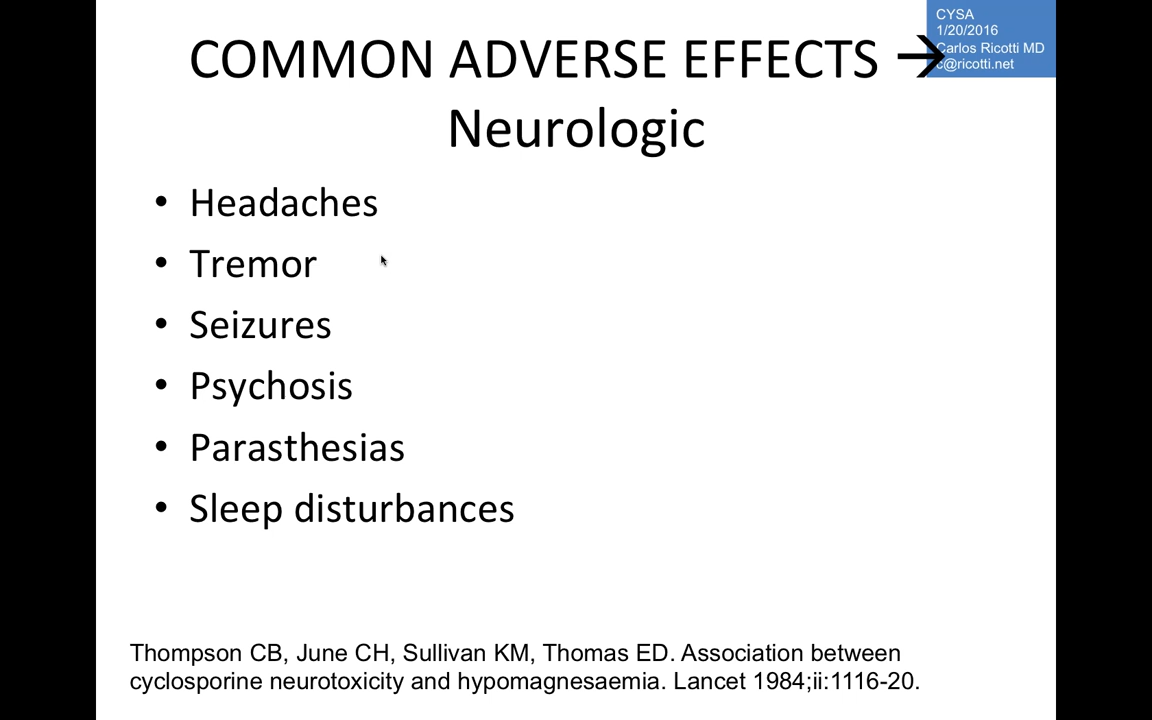 CYSA
1/20/2016
Carlos Ricotti MD
c@ricotti.net
COMMON ADVERSE EFFECTS →
Neurologic
• Headaches
• Tremor
• Seizures
• Psychosis
• Parasthesias
• Sleep disturbances
Thompson CB, June CH, Sullivan KM, Thomas ED. Association between
cyclosporine neurotoxicity and hypomagnesaemia. Lancet 1984;ii:1116-20.